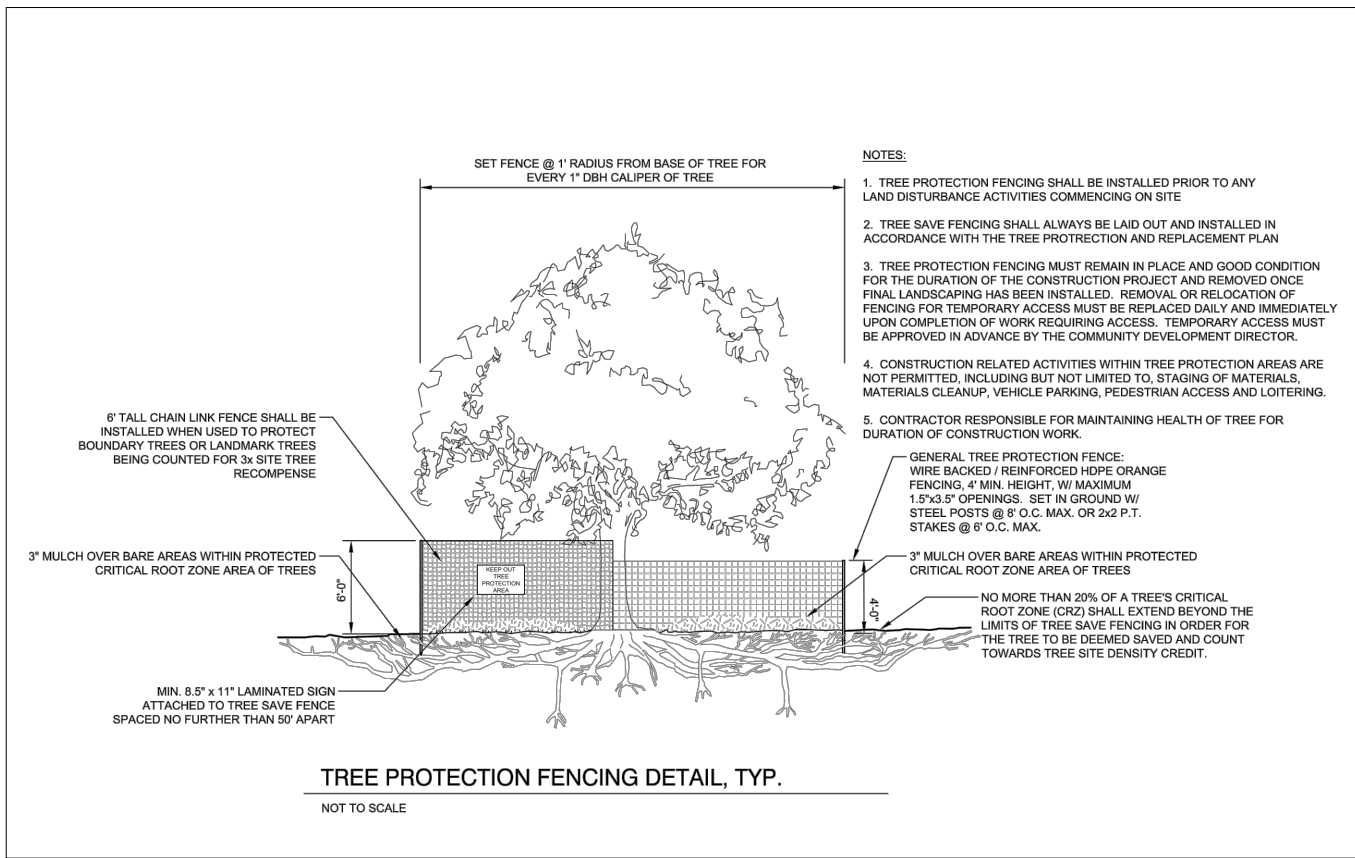 SET FENCE @ 1' RADIUS FROM BASE OF TREE FOR
EVERY 1" DBH CALIPER OF TREE
NOTES:
1. TREE PROTECTION FENCING SHALL BE INSTALLED PRIOR TO ANY
LAND DISTURBANCE ACTIVITIES COMMENCING ON SITE
2. TREE SAVE FENCING SHALL ALWAYS BE LAID OUT AND INSTALLED IN
ACCORDANCE WITH THE TREE PROTRECTION AND REPLACEMENT PLAN
3. TREE PROTECTION FENCING MUST REMAIN IN PLACE AND GOOD CONDITION
FOR THE DURATION OF THE CONSTRUCTION PROJECT AND REMOVED ONCE
FINAL LANDSCAPING HAS BEEN INSTALLED. REMOVAL OR RELOCATION OF
FENCING FOR TEMPORARY ACCESS MUST BE REPLACED DAILY AND IMMEDIATELY
UPON COMPLETION OF WORK REQUIRING ACCESS. TEMPORARY ACCESS MUST
BE APPROVED IN ADVANCE BY THE COMMUNITY DEVELOPMENT DIRECTOR.
4. CONSTRUCTION RELATED ACTIVITIES WITHIN TREE PROTECTION AREAS ARE
NOT PERMITTED, INCLUDING BUT NOT LIMITED TO, STAGING OF MATERIALS,
MATERIALS CLEANUP, VEHICLE PARKING, PEDESTRIAN ACCESS AND LOITERING.
5. CONTRACTOR RESPONSIBLE FOR MAINTAINING HEALTH OF TREE FOR
DURATION OF CONSTRUCTION WORK.
6' TALL CHAIN LINK FENCE SHALL BE
INSTALLED WHEN USED TO PROTECT
BOUNDARY TREES OR LANDMARK TREES
BEING COUNTED FOR 3x SITE TREE
RECOMPENSE
GENERAL TREE PROTECTION FENCE:
WIRE BACKED / REINFORCED HDPE ORANGE
FENCING, 4' MIN. HEIGHT, W/ MAXIMUM
1.5"x3.5" OPENINGS. SET IN GROUND W/
STEEL POSTS @ 8' O.C. MAX. OR 2x2 P.T.
STAKES @ 6' O.C. MAX.
3" MULCH OVER BARE AREAS WITHIN PROTECTED
CRITICAL ROOT ZONE AREA OF TREES
6'-0"
KEEP OUT
TREE
PROTECTION
AREA
4'-0"
3" MULCH OVER BARE AREAS WITHIN PROTECTED
CRITICAL ROOT ZONE AREA OF TREES
NO MORE THAN 20% OF A TREE'S CRITICAL
ROOT ZONE (CRZ) SHALL EXTEND BEYOND THE
LIMITS OF TREE SAVE FENCING IN ORDER FOR
THE TREE TO BE DEEMED SAVED AND COUNT
TOWARDS TREE SITE DENSITY CREDIT.
MIN. 8.5" x 11" LAMINATED SIGN
ATTACHED TO TREE SAVE FENCE
SPACED NO FURTHER THAN 50' APART
TREE PROTECTION FENCING DETAIL, TYP.
NOT TO SCALE